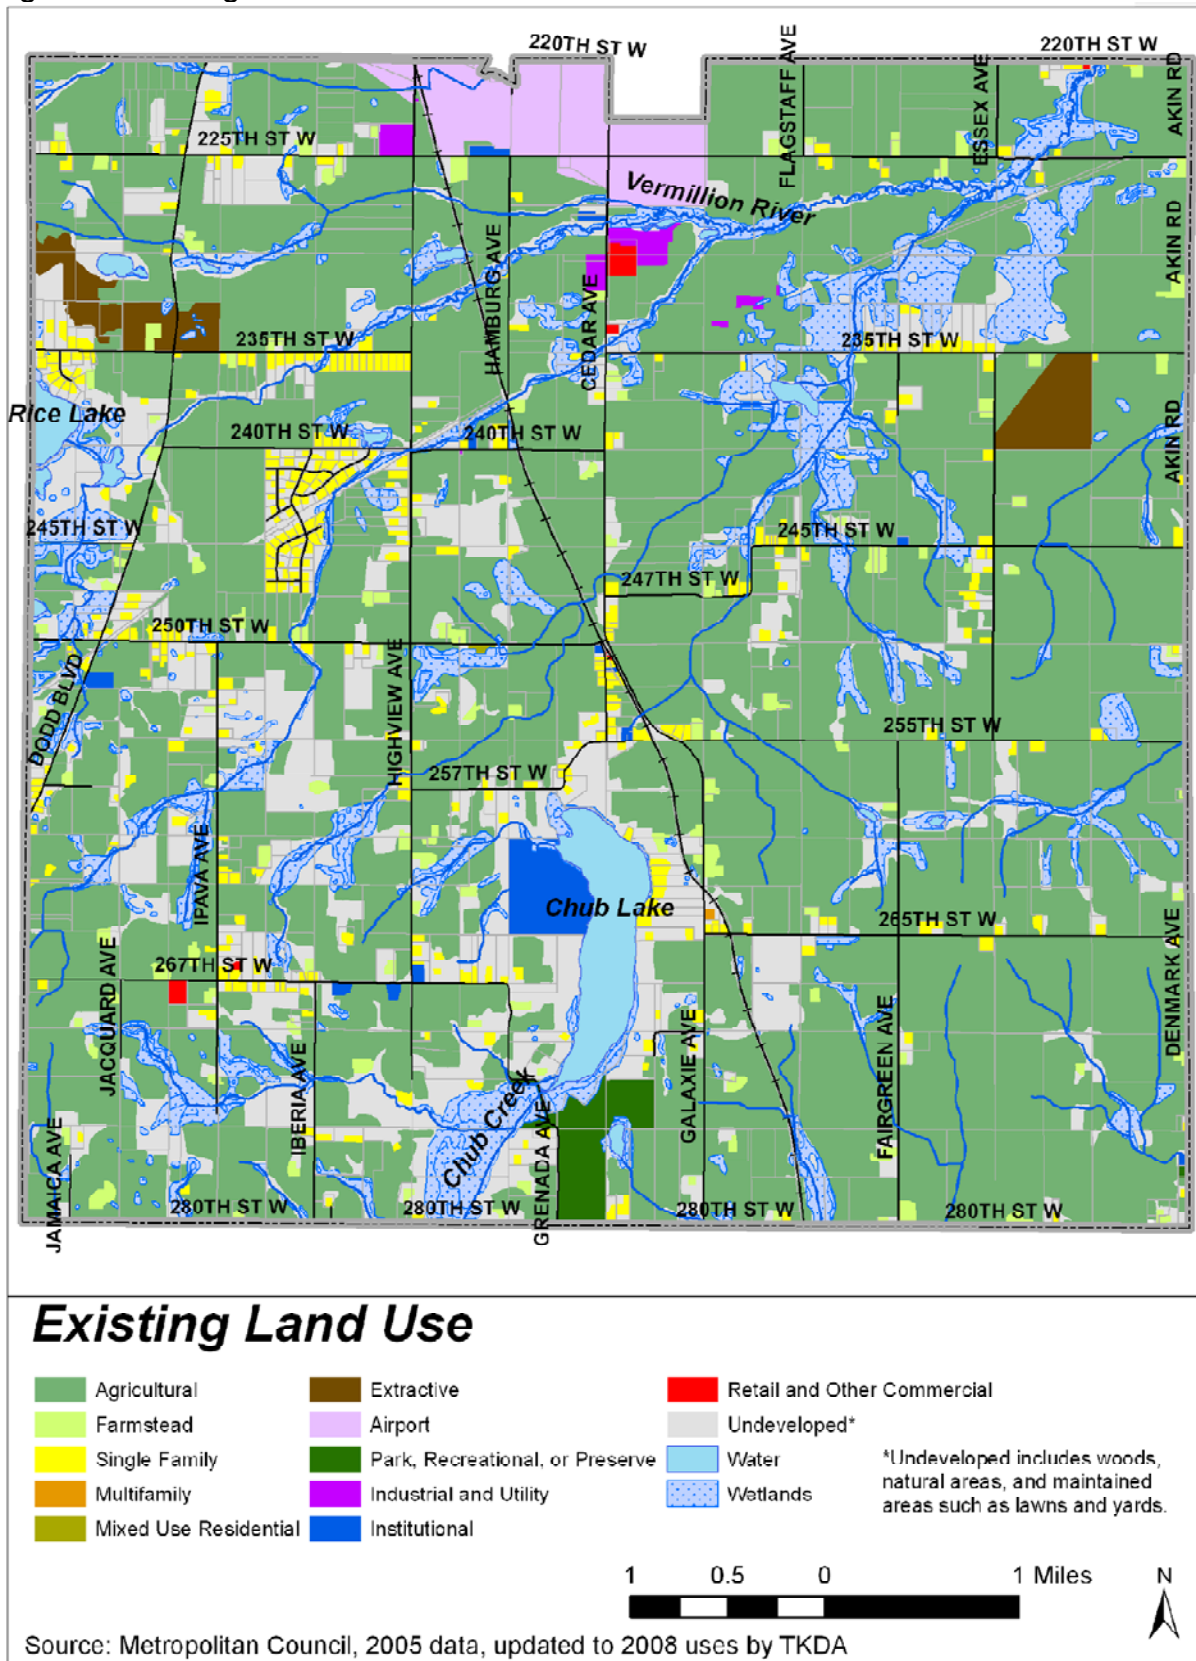 220TH ST W
220TH ST W
FLAGSTAFF AVE
ESSEX AVE
AKIN RD
225TH ST W
Vermillion River
AKIN RD
HAMBURG AVE
CEDAR AVE
235TH ST W
235TH ST W
Rice Lake
240TH ST W
240TH ST W
AKIN RD
245TH ST W
245TH ST W
247TH ST W
250TH ST W
DODD BLVD
HIGHVIEW AVE
255TH ST W
257TH ST W
IPAVA AVE
Chub Lake
265TH ST W
267TH ST W
JACQUARD AVE
DENMARK AVE
IBERIA AVE
GALAXIE AVE
FAIRGREEN AVE
Chub Creek
GRENADA AVE
JAMAICA AVE
280TH ST W
280TH ST W
280TH ST W
280TH ST W
Existing Land Use
Agricultural
Farmstead
Single Family
Multifamily
Mixed Use Residential
Extractive
Airport
Park, Recreational, or Preserve
Industrial and Utility
Institutional
Retail and Other Commercial
Undeveloped*
Water
Wetlands
*Undeveloped includes woods,
natural areas, and maintained
areas such as lawns and yards.
1 0.5 0 1 Miles
N
Source: Metropolitan Council, 2005 data, updated to 2008 uses by TKDA